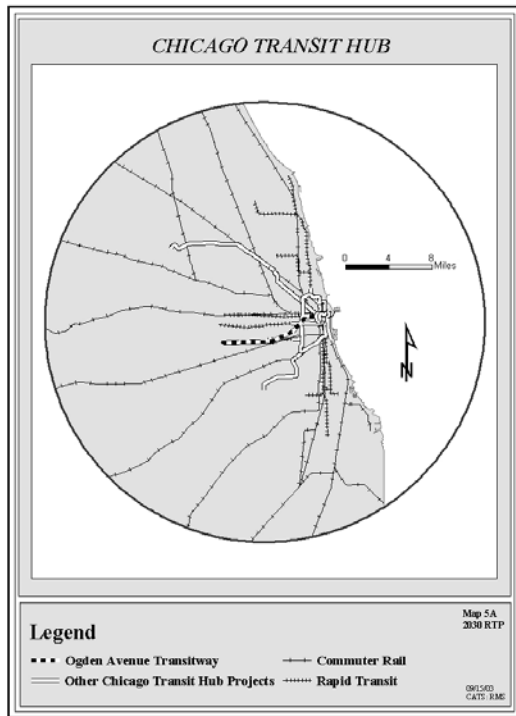 CHICAGO TRANSIT HUB
0 4 8
Miles
N
Map 5A
2030 RTP
Legend
Ogden Avenue Transitway
Commuter Rail
Other Chicago Transit Hub Projects
Rapid Transit
09/15/03
CATS: RMS